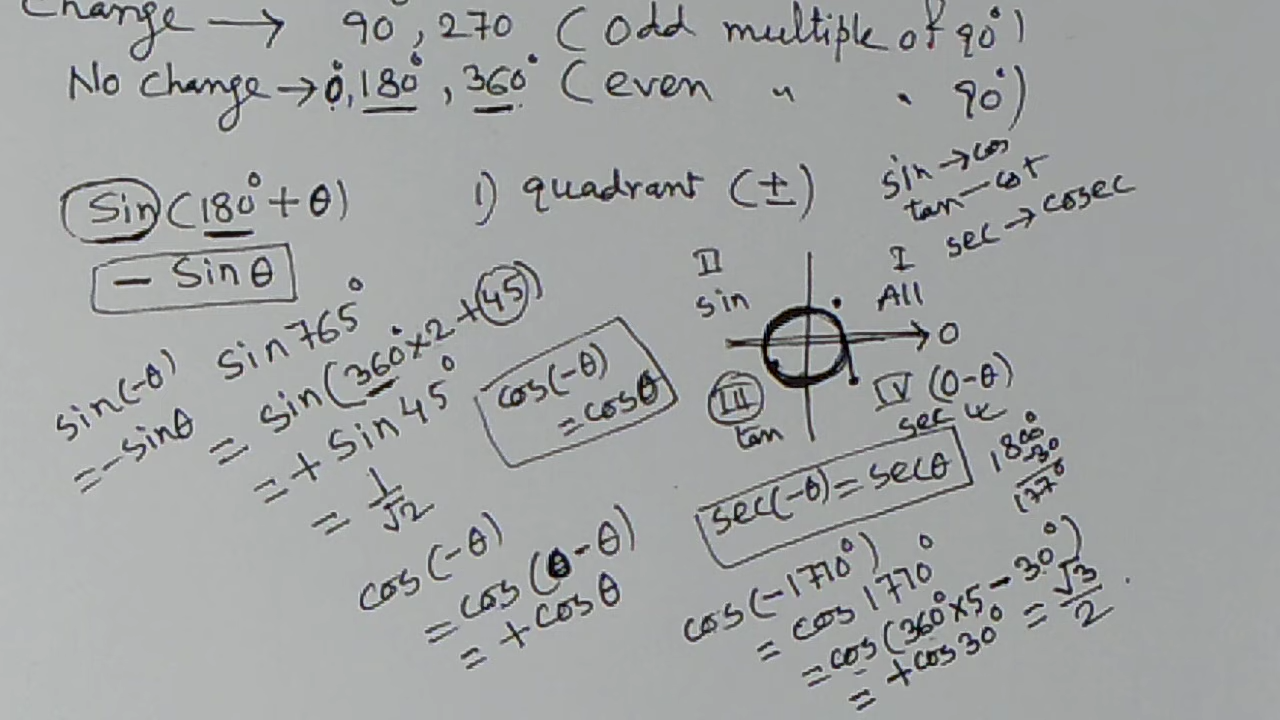 Change → 90°, 270 (Odd multiple of 90°)
No change → 0°, 180°, 360° (even " " 90°)
Sin(180° + θ)
- Sinθ
1) quadrant (±)
sin → cos
tan - cot
sec → cosec
II
sin
I
All
0
III
tan
IV (0-θ)
sec
sin(-θ)
= -sinθ
sin 765°
= sin(360°×2 + 45)
= + sin 45°
= 1/√2
cos(-θ)
= cosθ
cos(-θ)
= cos(0-θ)
= + cosθ
sec(-θ) = secθ
1800°
-30
1770
cos(-1770°)
= cos 1770°
= cos(360°×5 - 30°)
= + cos 30° = √3/2